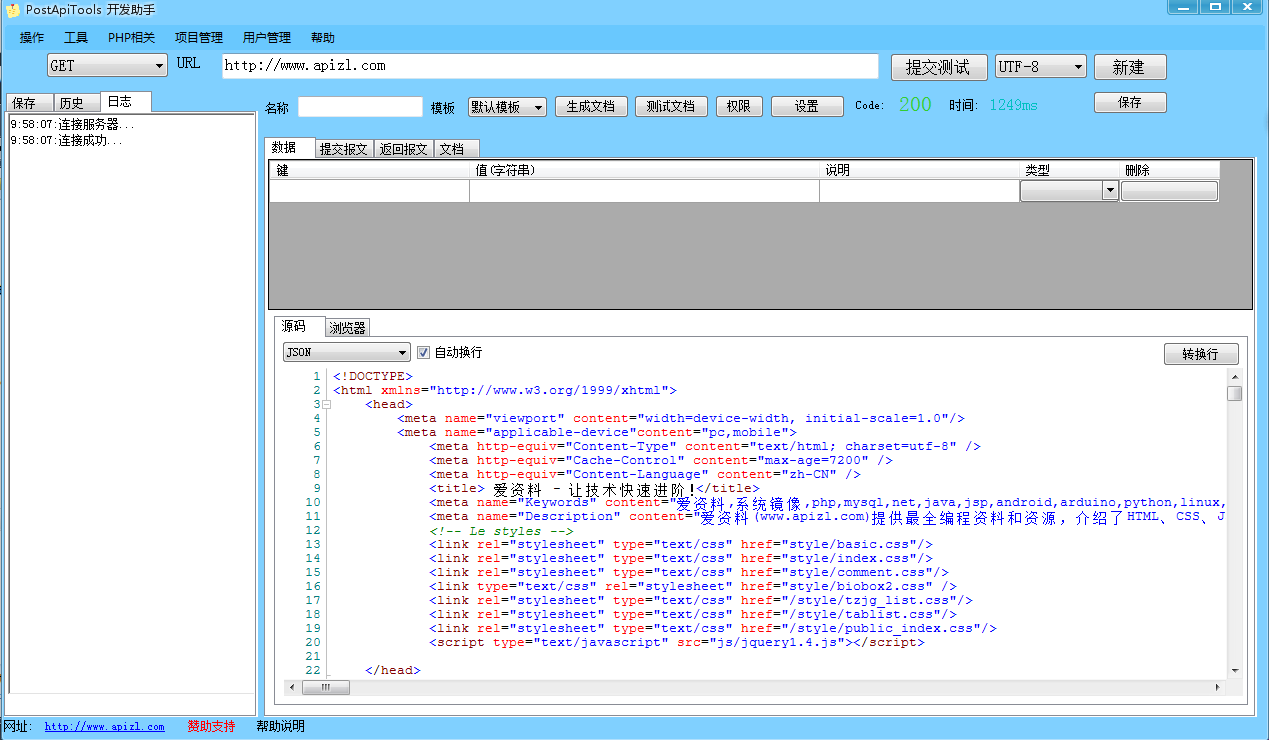 PostApiTools 开发助手
操作 工具 PHP相关 项目管理 用户管理 帮助
GET URL http://www.apizl.com 提交测试 UTF-8 新建
保存 历史 日志 名称 模板 默认模板 生成文档 测试文档 权限 设置 Code: 200 时间: 1249ms 保存
9:58:07:连接服务器...
9:58:07:连接成功...
数据 提交报文 返回报文 文档
键 值(字符串) 说明 类型 删除
源码 浏览器
JSON 自动换行 转换行
1 <!DOCTYPE>
2 <html xmlns="http://www.w3.org/1999/xhtml">
3 <head>
4 <meta name="viewport" content="width=device-width, initial-scale=1.0"/>
5 <meta name="applicable-device"content="pc,mobile">
6 <meta http-equiv="Content-Type" content="text/html; charset=utf-8" />
7 <meta http-equiv="Cache-Control" content="max-age=7200" />
8 <meta http-equiv="Content-Language" content="zh-CN" />
9 <title> 爱资料 - 让技术快速进阶!</title>
10 <meta name="Keywords" content="爱资料,系统镜像,php,mysql,net,java,jsp,android,arduino,python,linux,
11 <meta name="Description" content="爱资料(www.apizl.com)提供最全编程资料和资源，介绍了HTML、CSS、J
12 <!-- Le styles -->
13 <link rel="stylesheet" type="text/css" href="style/basic.css"/>
14 <link rel="stylesheet" type="text/css" href="style/index.css"/>
15 <link rel="stylesheet" type="text/css" href="style/comment.css"/>
16 <link type="text/css" rel="stylesheet" href="style/biobox2.css" />
17 <link rel="stylesheet" type="text/css" href="/style/tzjg_list.css"/>
18 <link rel="stylesheet" type="text/css" href="/style/tablist.css"/>
19 <link rel="stylesheet" type="text/css" href="/style/public_index.css"/>
20 <script type="text/javascript" src="js/jquery1.4.js"></script>
21
22 </head>
网址: http://www.apizl.com 赞助支持 帮助说明